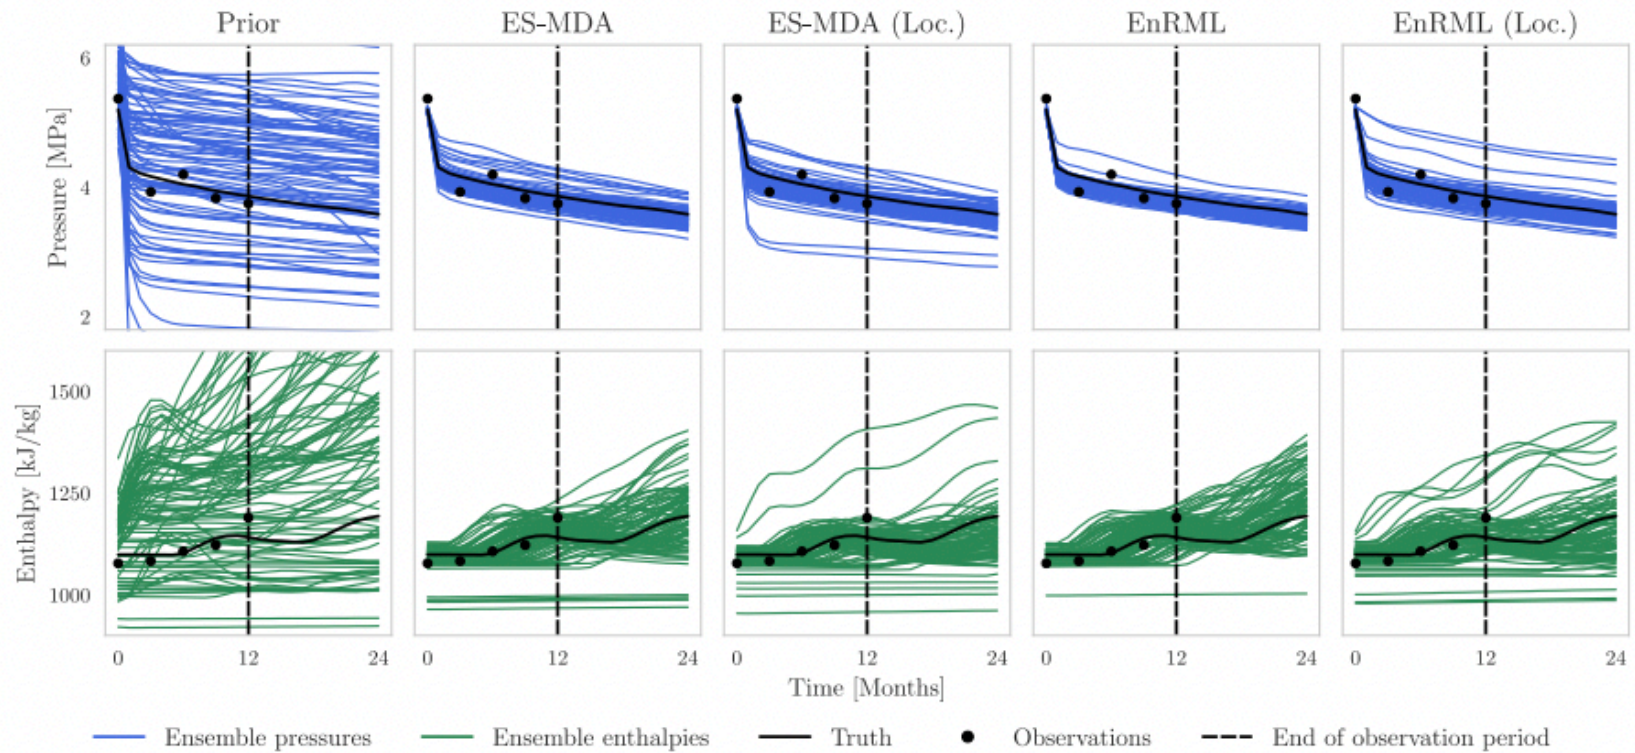 Prior ES-MDA ES-MDA (Loc.) EnRML EnRML (Loc.)
6
4
2
Pressure [MPa]
1500
1250
1000
Enthalpy [kJ/kg]
0 12 24 0 12 24 0 12 24 0 12 24 0 12 24
Time [Months]
Ensemble pressures Ensemble enthalpies Truth Observations End of observation period